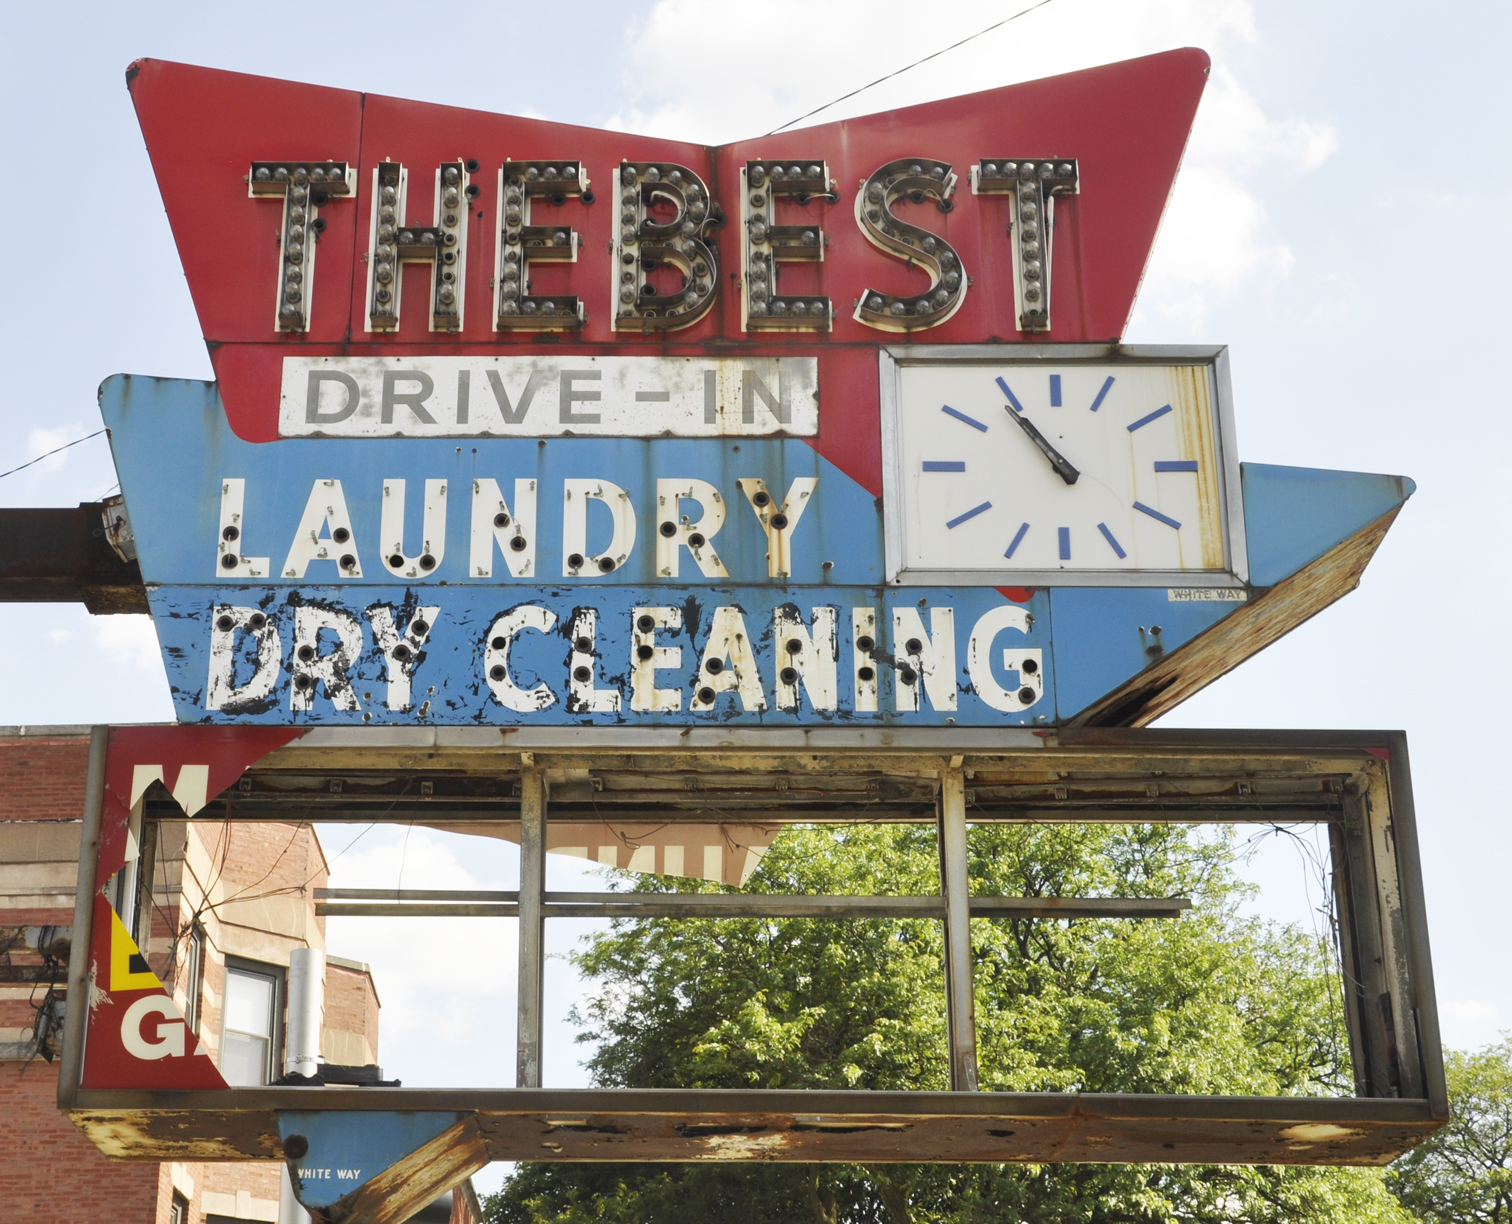 THE BEST
DRIVE-IN
LAUNDRY
DRY CLEANING
WHITE WAY
M
G
WHITE WAY